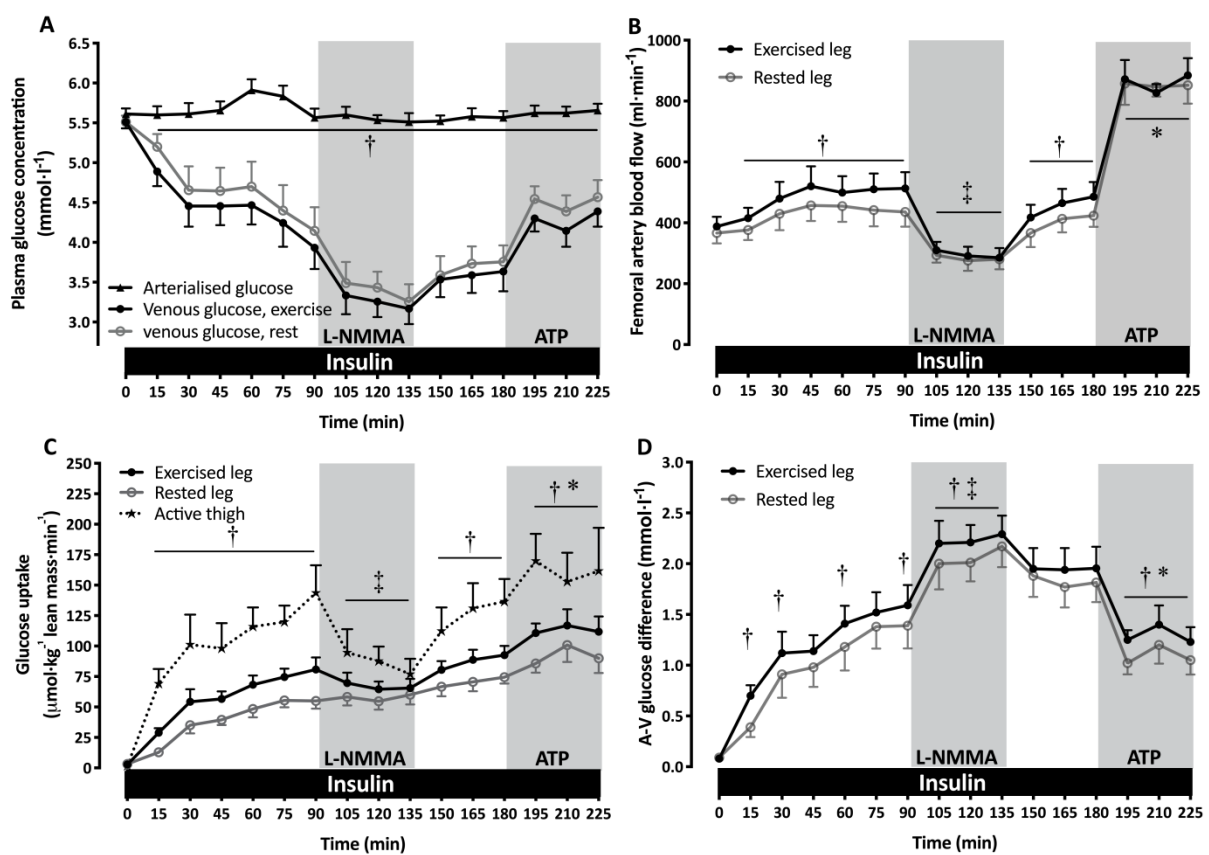 A
Plasma glucose concentration
(mmol·l⁻¹)
6.5
6.0
5.5
5.0
4.5
4.0
3.5
3.0
†
Arterialised glucose
Venous glucose, exercise
venous glucose, rest
L-NMMA
ATP
Insulin
0 15 30 45 60 75 90 105 120 135 150 165 180 195 210 225
Time (min)
B
Femoral artery blood flow (ml·min⁻¹)
1000
800
600
400
200
0
Exercised leg
Rested leg
†
‡
†
*
L-NMMA
ATP
Insulin
0 15 30 45 60 75 90 105 120 135 150 165 180 195 210 225
Time (min)
C
Glucose uptake
(μmol·kg⁻¹ lean mass·min⁻¹)
250
225
200
175
150
125
100
75
50
25
0
Exercised leg
Rested leg
Active thigh
†
‡
†
† *
L-NMMA
ATP
Insulin
0 15 30 45 60 75 90 105 120 135 150 165 180 195 210 225
Time (min)
D
A-V glucose difference (mmol·l⁻¹)
3.0
2.5
2.0
1.5
1.0
0.5
0.0
Exercised leg
Rested leg
†
†
†
†
† ‡
† *
L-NMMA
ATP
Insulin
0 15 30 45 60 75 90 105 120 135 150 165 180 195 210 225
Time (min)